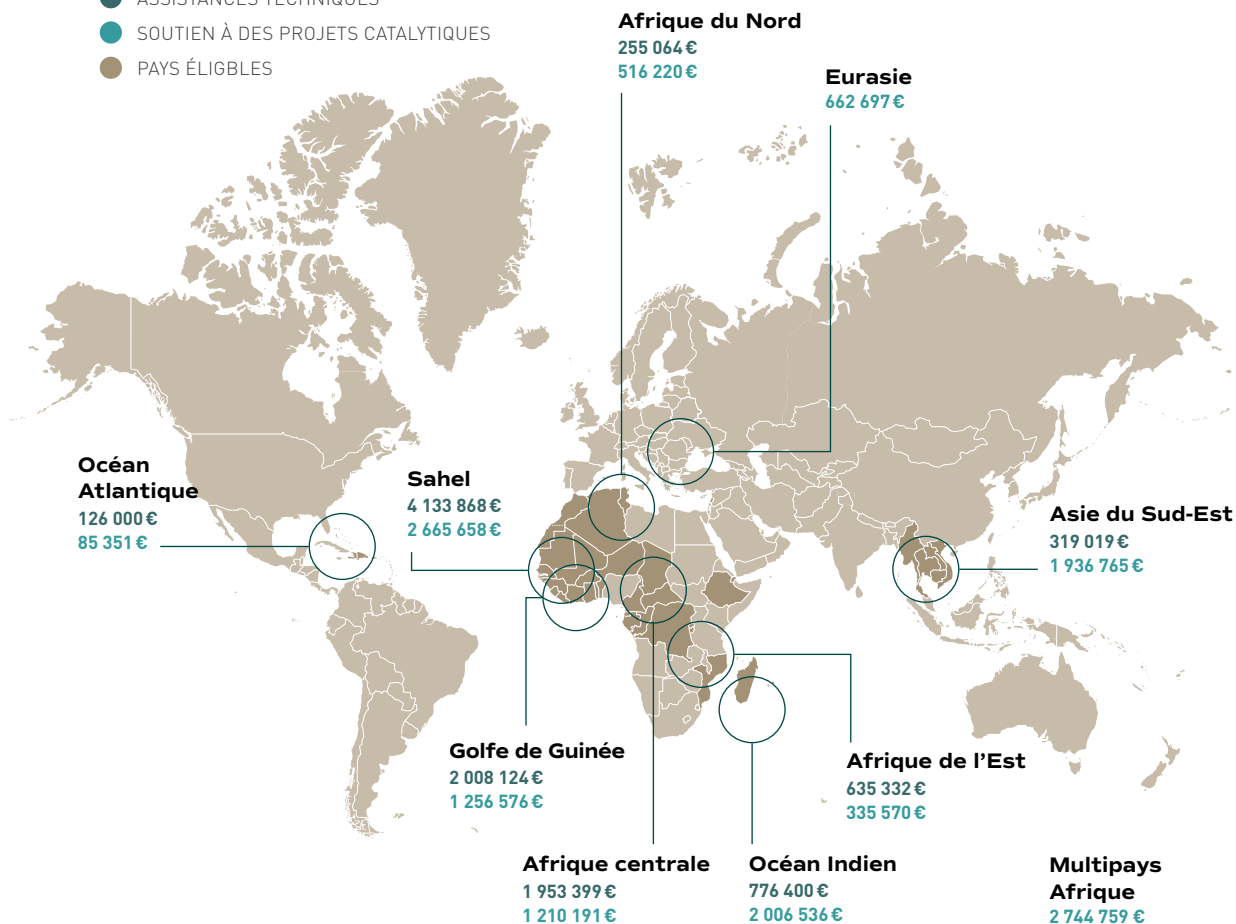 ASSISTANCES TECHNIQUES
SOUTIEN À DES PROJETS CATALYTIQUES
PAYS ÉLIGBLES
Afrique du Nord
255 064 €
516 220 €
Eurasie
662 697 €
Océan
Atlantique
126 000 €
85 351 €
Sahel
4 133 868 €
2 665 658 €
Asie du Sud-Est
319 019 €
1 936 765 €
Golfe de Guinée
2 008 124 €
1 256 576 €
Afrique de l'Est
635 332 €
335 570 €
Afrique centrale
1 953 399 €
1 210 191 €
Océan Indien
776 400 €
2 006 536 €
Multipays
Afrique
2 744 759 €